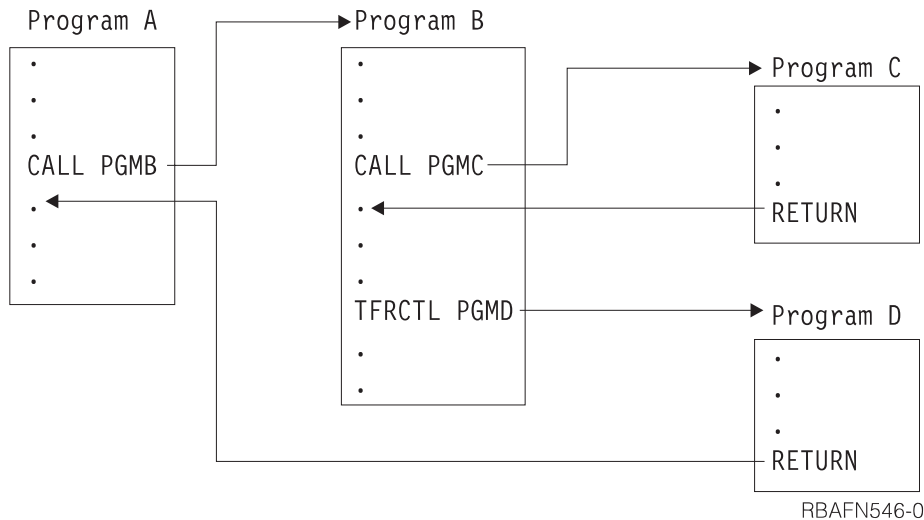 Program A
.
.
.
CALL PGMB
.
.
.
Program B
.
.
.
CALL PGMC
.
.
.
TFRCTL PGMD
.
.
Program C
.
.
.
RETURN
Program D
.
.
.
RETURN
RBAFN546-0